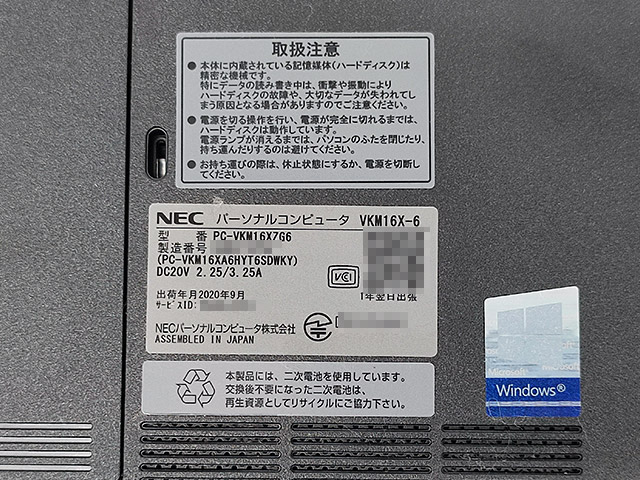 取扱注意
● 本体に内蔵されている記憶媒体(ハードディスク)は
精密な機械です。
特にデータの読み書き中は、衝撃や振動により
ハードディスクの故障や、大切なデータが失われてし
まう原因となる場合がありますのでご注意ください。
● 電源を切る操作を行い、電源が完全に切れるまでは、
ハードディスクは動作しています。
電源ランプが消えるまでは、パソコンのふたを閉じたり、
持ち運んだりするのは避けてください。
● お持ち運びの際は、休止状態にするか、電源を切断し
てください。
NEC パーソナルコンピュータ VKM16X-6
型 番 PC-VKM16XZG6
製造番号
(PC-VKM16XA6HYT6SDWKY)
DC20V 2.25/3.25A
VCI
出荷年月2020年9月
1年翌日出張
サービスID:
NECパーソナルコンピュータ株式会社
ASSEMBLED IN JAPAN
本製品には、二次電池を使用しています。
交換後不要になった二次電池は、
再生資源としてリサイクルにご協力下さい。
Microsoft
Windows®